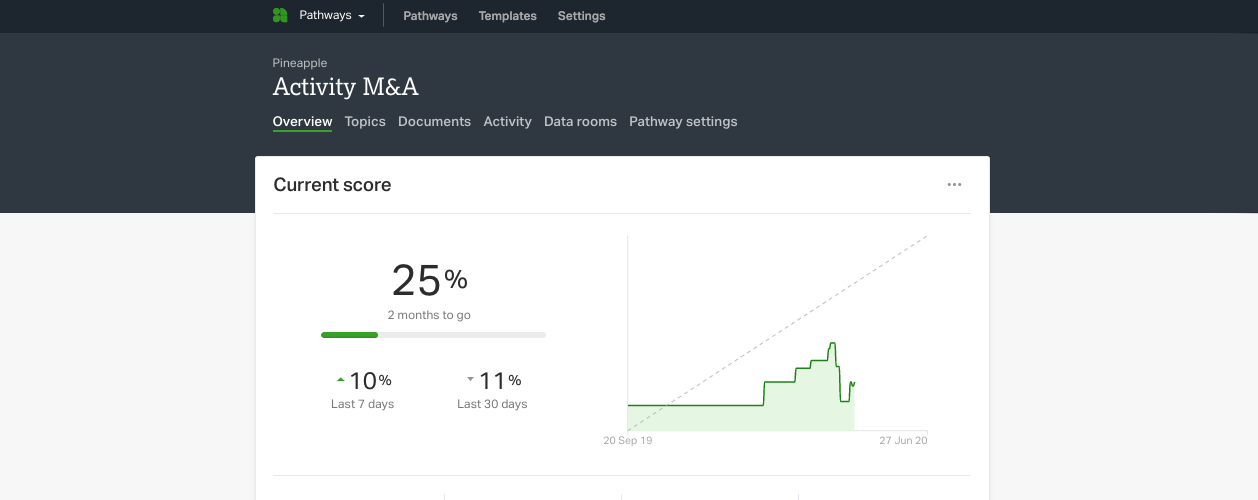 Pathways Pathways Templates Settings
Pineapple
Activity M&A
Overview Topics Documents Activity Data rooms Pathway settings
Current score
25%
2 months to go
10% 11%
Last 7 days Last 30 days
20 Sep 19 27 Jun 20